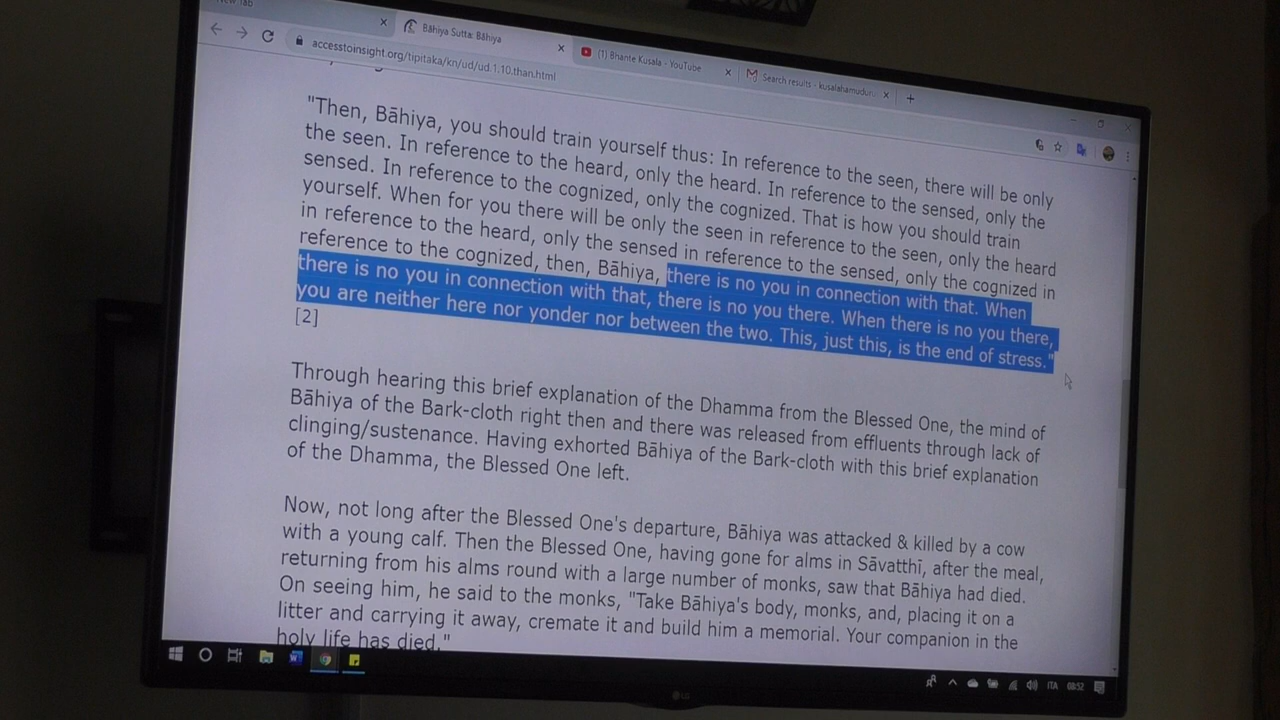 New Tab
Bāhiya Sutta: Bāhiya
(1) Bhante Kusala - YouTube
Search results - kusalahamuduru
accesstoinsight.org/tipitaka/kn/ud/ud.1.10.than.html
"Then, Bāhiya, you should train yourself thus: In reference to the seen, there will be only
the seen. In reference to the heard, only the heard. In reference to the sensed, only the
sensed. In reference to the cognized, only the cognized. That is how you should train
yourself. When for you there will be only the seen in reference to the seen, only the heard
in reference to the heard, only the sensed in reference to the sensed, only the cognized in
reference to the cognized, then, Bāhiya, there is no you in connection with that. When
there is no you in connection with that, there is no you there. When there is no you there,
you are neither here nor yonder nor between the two. This, just this, is the end of stress."
[2]
Through hearing this brief explanation of the Dhamma from the Blessed One, the mind of
Bāhiya of the Bark-cloth right then and there was released from effluents through lack of
clinging/sustenance. Having exhorted Bāhiya of the Bark-cloth with this brief explanation
of the Dhamma, the Blessed One left.
Now, not long after the Blessed One's departure, Bāhiya was attacked & killed by a cow
with a young calf. Then the Blessed One, having gone for alms in Sāvatthī, after the meal,
returning from his alms round with a large number of monks, saw that Bāhiya had died.
On seeing him, he said to the monks, "Take Bāhiya's body, monks, and, placing it on a
litter and carrying it away, cremate it and build him a memorial. Your companion in the
holy life has died."
ITA
08:52
LG